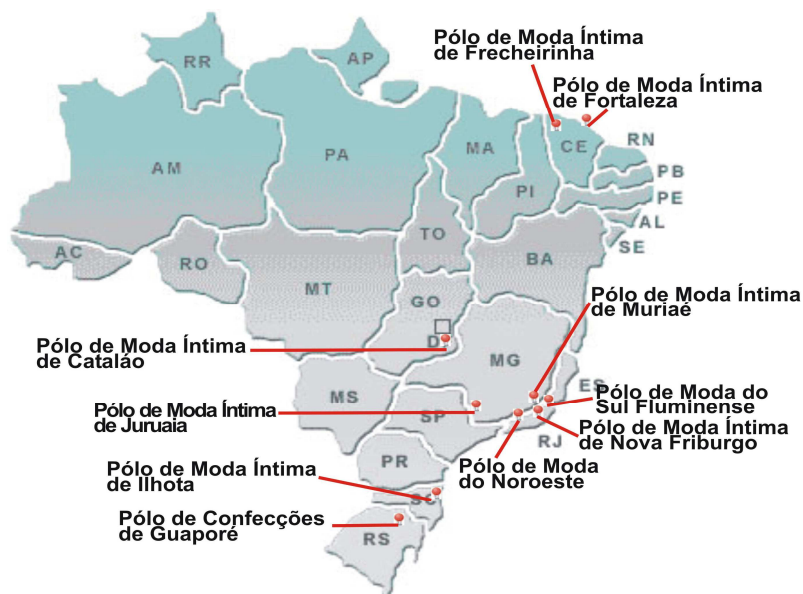 Pólo de Moda Íntima
de Frecheirinha
AP
RR
Pólo de Moda Íntima
de Fortaleza
RN
MA
CE
PA
AM
PB
PI
PE
AL
TO
SE
AC
BA
RO
MT
GO
Pólo de Moda Íntima
de Muriaé
D
Pólo de Moda Íntima
de Cataláo
MG
ES
MS
Pólo de Moda do
Sul Fluminense
Pólo de Moda Íntima
de Juruaia
SP
Pólo de Moda Íntima
de Nova Friburgo
RJ
PR
Pólo de Moda
do Noroeste
Pólo de Moda Íntima
de Ilhota
SC
Pólo de Confecções
de Guaporé
RS